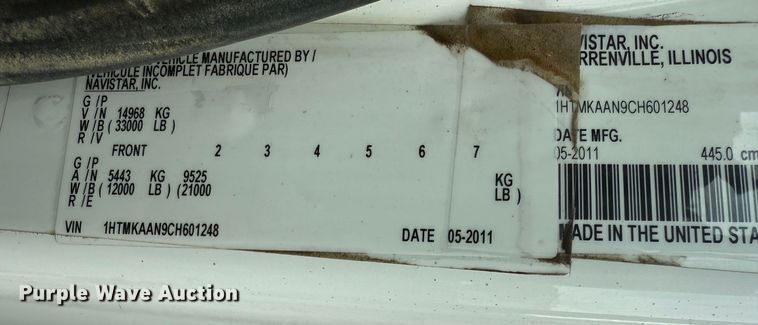 VEHICLE MANUFACTURED BY /
(VEHICULE INCOMPLET FABRIQUE PAR)
NAVISTAR, INC.
G / P
V / N 14968 KG
W / B ( 33000 LB )
R / V
FRONT 2 3 4 5 6 7
G / P
A / N 5443 KG 9525 KG
W / B ( 12000 LB ) (21000 LB )
R / E
VIN 1HTMKAAN9CH601248 DATE 05-2011
VISTAR, INC.
RRENVILLE, ILLINOIS
1HTMKAAN9CH601248
DATE MFG.
05-2011 445.0 cm
MADE IN THE UNITED STA
Purple Wave Auction